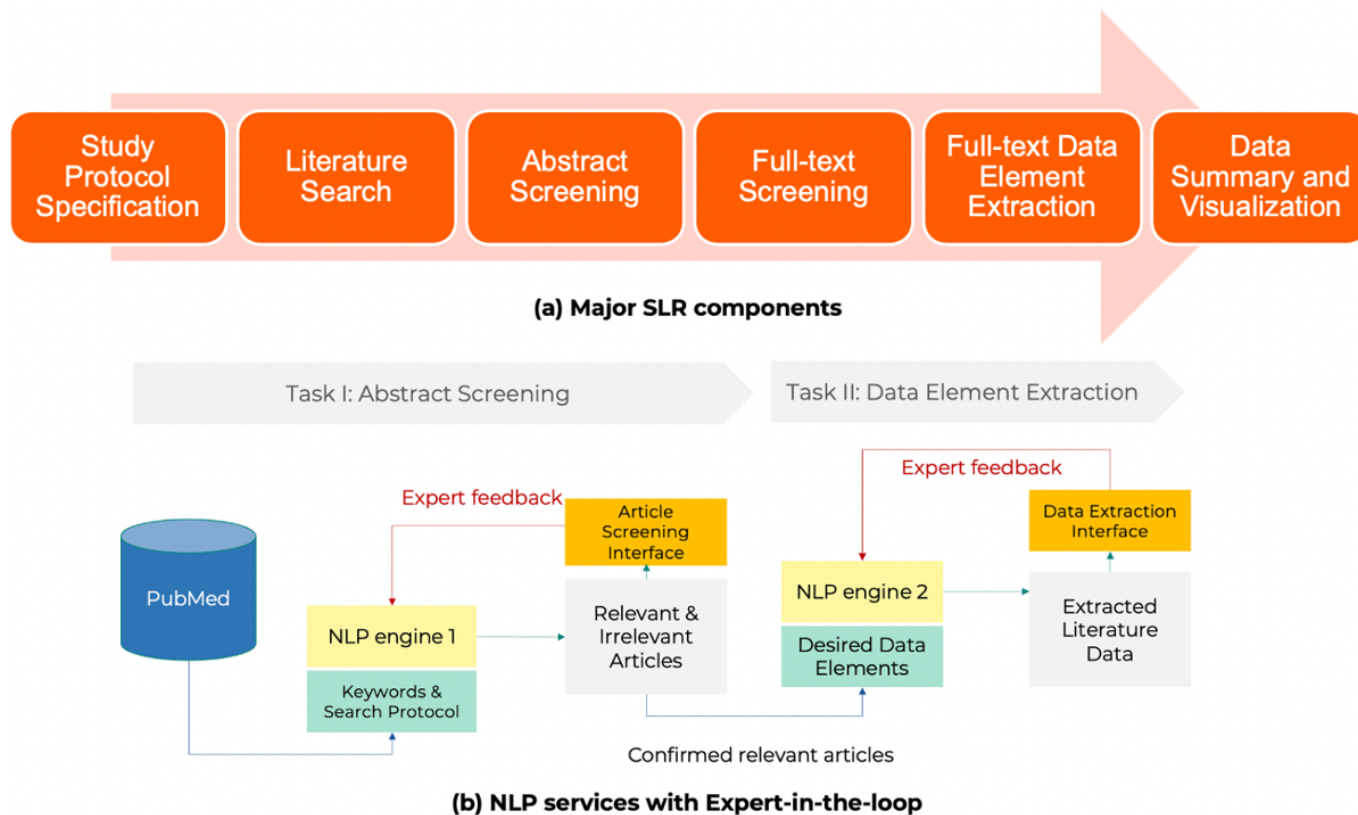 Study
Protocol
Specification
Literature
Search
Abstract
Screening
Full-text
Screening
Full-text Data
Element
Extraction
Data
Summary and
Visualization
(a) Major SLR components
Task I: Abstract Screening
Task II: Data Element Extraction
PubMed
Expert feedback
NLP engine 1
Keywords &
Search Protocol
Article
Screening
Interface
Relevant &
Irrelevant
Articles
Confirmed relevant articles
Expert feedback
NLP engine 2
Desired Data
Elements
Data Extraction
Interface
Extracted
Literature
Data
(b) NLP services with Expert-in-the-loop